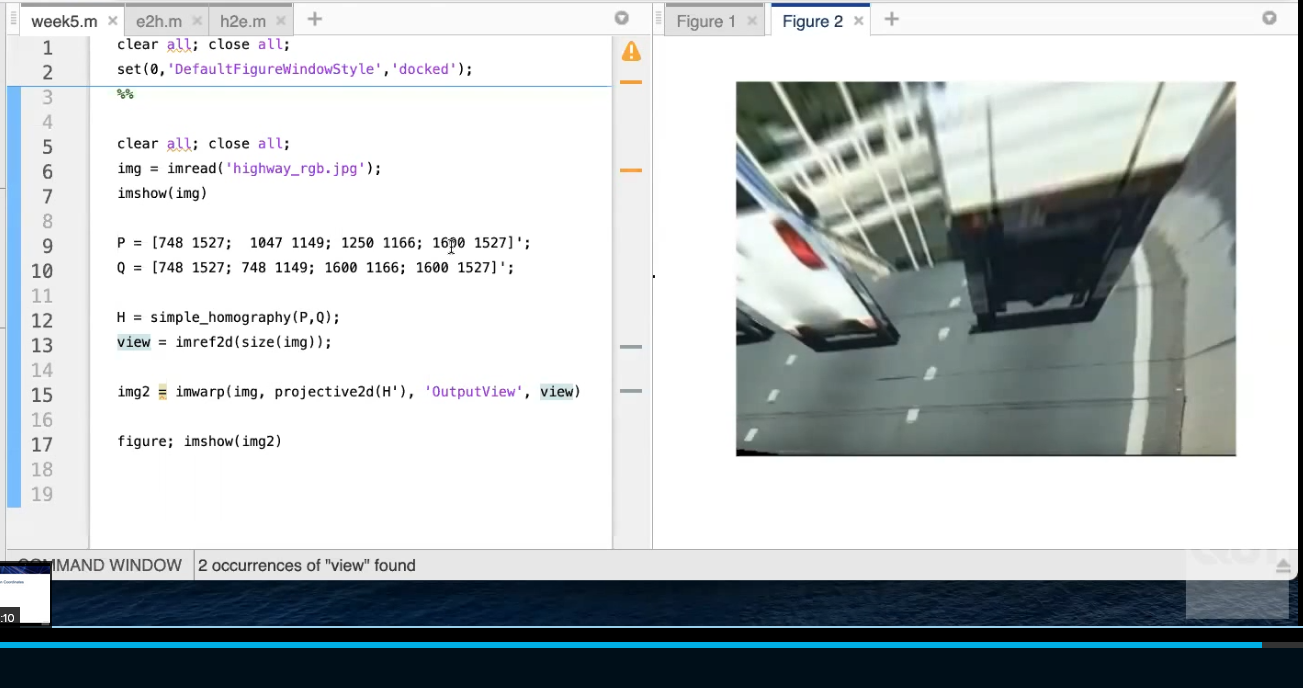 week5.m × e2h.m × h2e.m × +
Figure 1 × Figure 2 × +
1 clear all; close all;
2 set(0,'DefaultFigureWindowStyle','docked');
3 %%
4
5 clear all; close all;
6 img = imread('highway_rgb.jpg');
7 imshow(img)
8
9 P = [748 1527;  1047 1149; 1250 1166; 1600 1527]';
10 Q = [748 1527; 748 1149; 1600 1166; 1600 1527]';
11
12 H = simple_homography(P,Q);
13 view = imref2d(size(img));
14
15 img2 = imwarp(img, projective2d(H'), 'OutputView', view)
16
17 figure; imshow(img2)
18
19
COMMAND WINDOW 2 occurrences of "view" found
:10